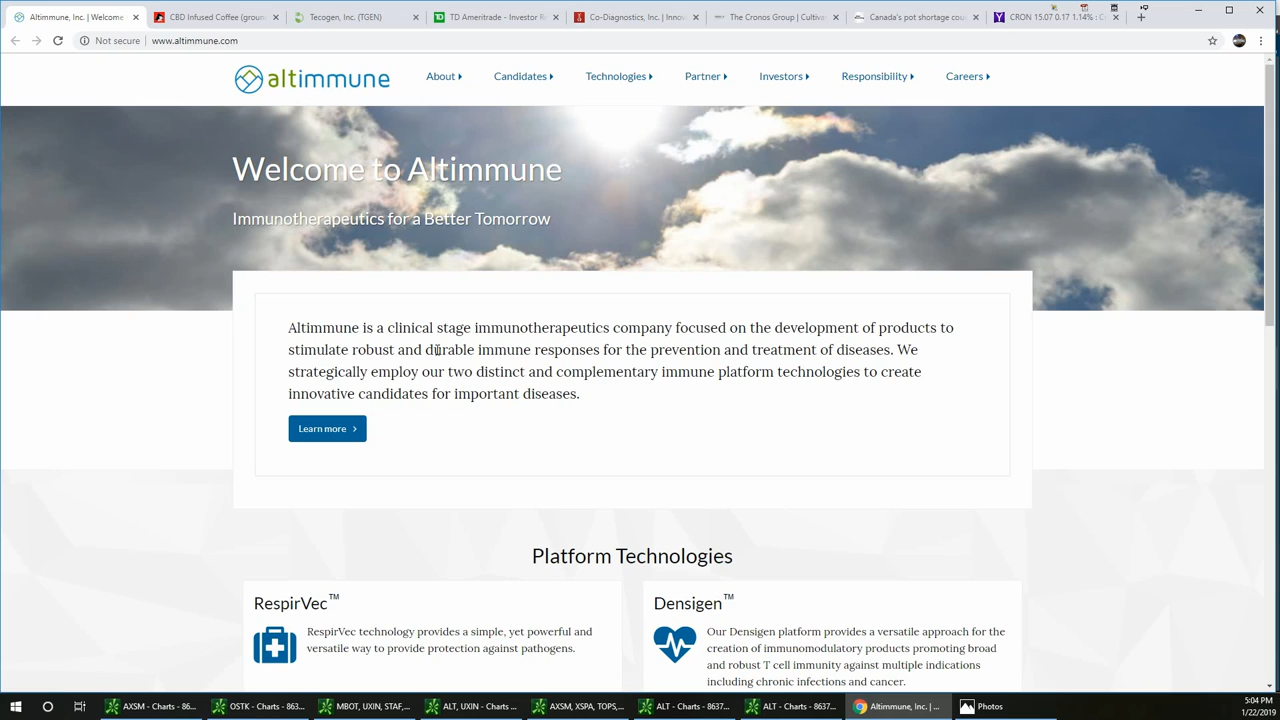 Altimmune, Inc. | Welcome
CBD Infused Coffee (groun
Tecogen, Inc. (TGEN)
TD Ameritrade - Investor R
Co-Diagnostics, Inc. | Innov
The Cronos Group | Cultiva
Canada's pot shortage cou
CRON 15.07 0.17 1.14% : C
Not secure | www.altimmune.com
altimmune
About
Candidates
Technologies
Partner
Investors
Responsibility
Careers
Welcome to Altimmune
Immunotherapeutics for a Better Tomorrow
Altimmune is a clinical stage immunotherapeutics company focused on the development of products to
stimulate robust and durable immune responses for the prevention and treatment of diseases. We
strategically employ our two distinct and complementary immune platform technologies to create
innovative candidates for important diseases.
Learn more
Platform Technologies
RespirVec™
RespirVec technology provides a simple, yet powerful and
versatile way to provide protection against pathogens.
Densigen™
Our Densigen platform provides a versatile approach for the
creation of immunomodulatory products promoting broad
and robust T cell immunity against multiple indications
including chronic infections and cancer.
AXSM - Charts - 86...
OSTK - Charts - 863...
MBOT, UXIN, STAF,...
ALT, UXIN - Charts ...
AXSM, XSPA, TOPS,...
ALT - Charts - 8637...
ALT - Charts - 8637...
Altimmune, Inc. | ...
Photos
5:04 PM
1/22/2019